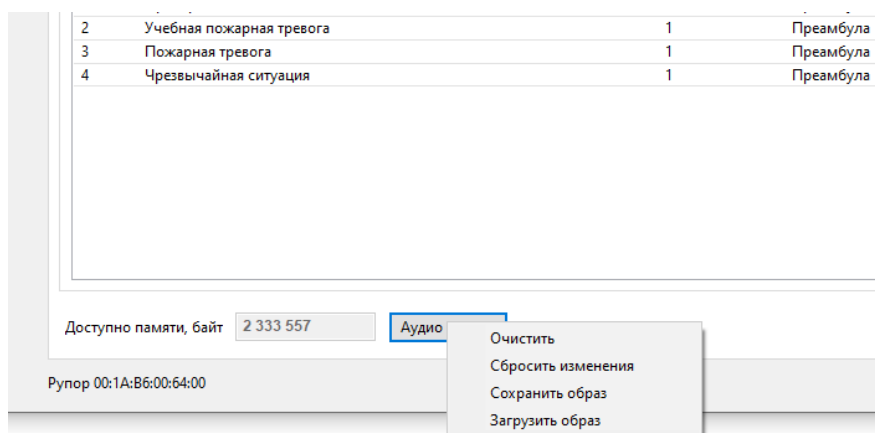 2 Учебная пожарная тревога 1 Преамбула
3 Пожарная тревога 1 Преамбула
4 Чрезвычайная ситуация 1 Преамбула
Доступно памяти, байт 2 333 557 Аудио
Очистить
Сбросить изменения
Рупор 00:1A:B6:00:64:00
Сохранить образ
Загрузить образ